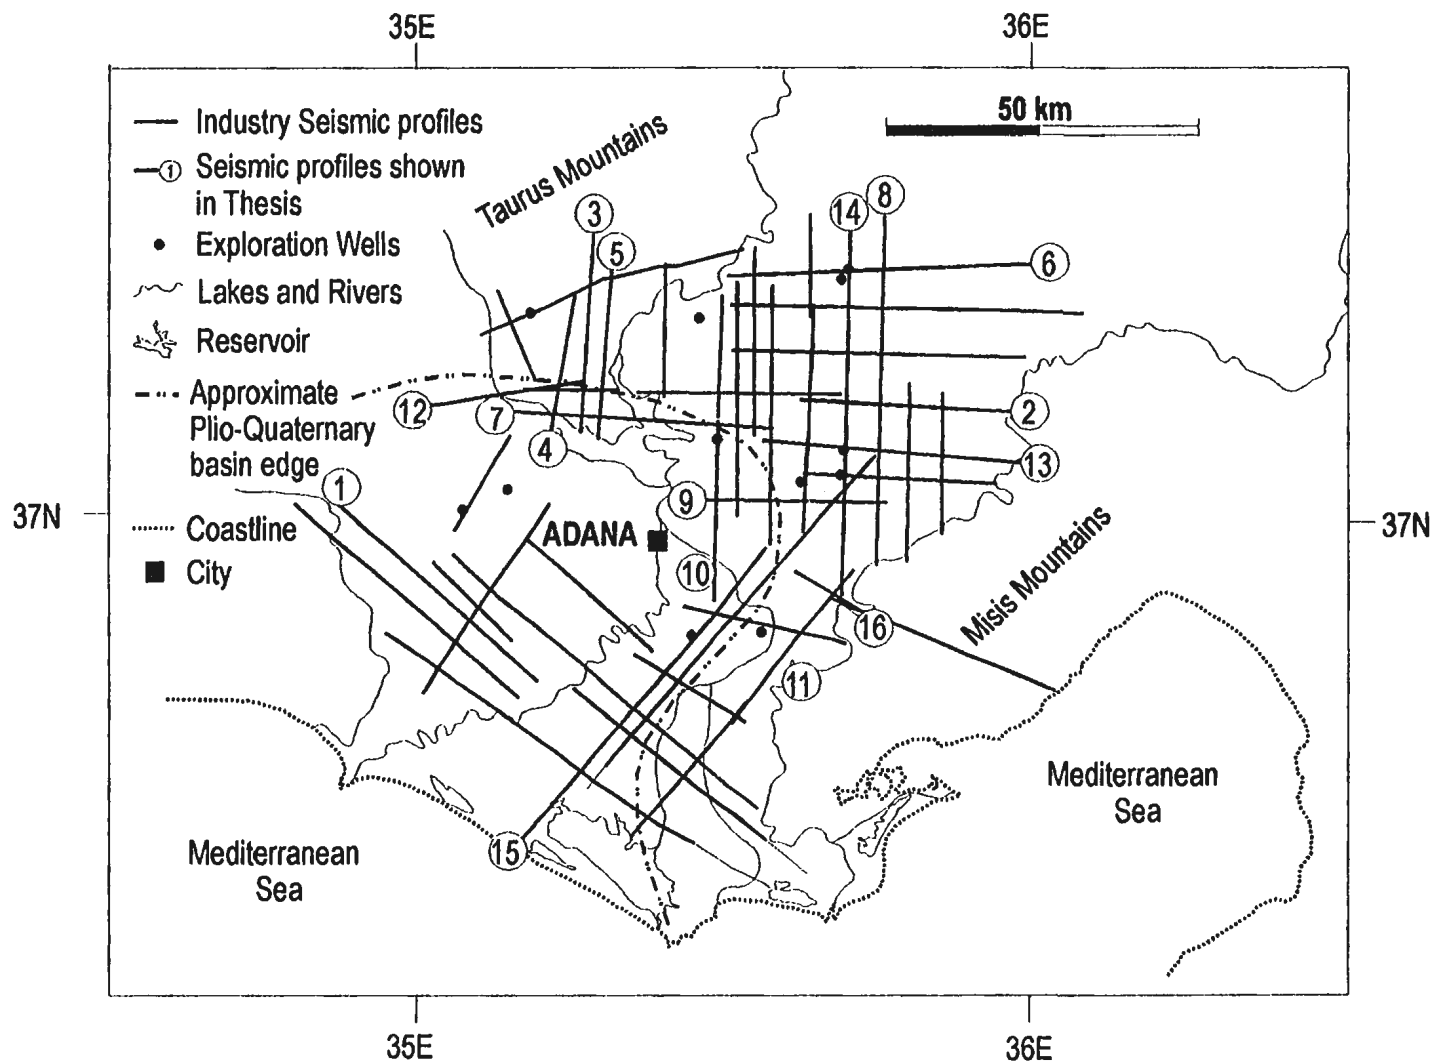 35E
36E
Industry Seismic profiles
1 Seismic profiles shown
in Thesis
Exploration Wells
Lakes and Rivers
Reservoir
Approximate
Plio-Quaternary
basin edge
Coastline
City
50 km
Taurus Mountains
3
5
14
8
6
12
7
4
2
13
1
9
37N
37N
ADANA
10
16
Misis Mountains
11
15
Mediterranean
Sea
Mediterranean
Sea
35E
36E